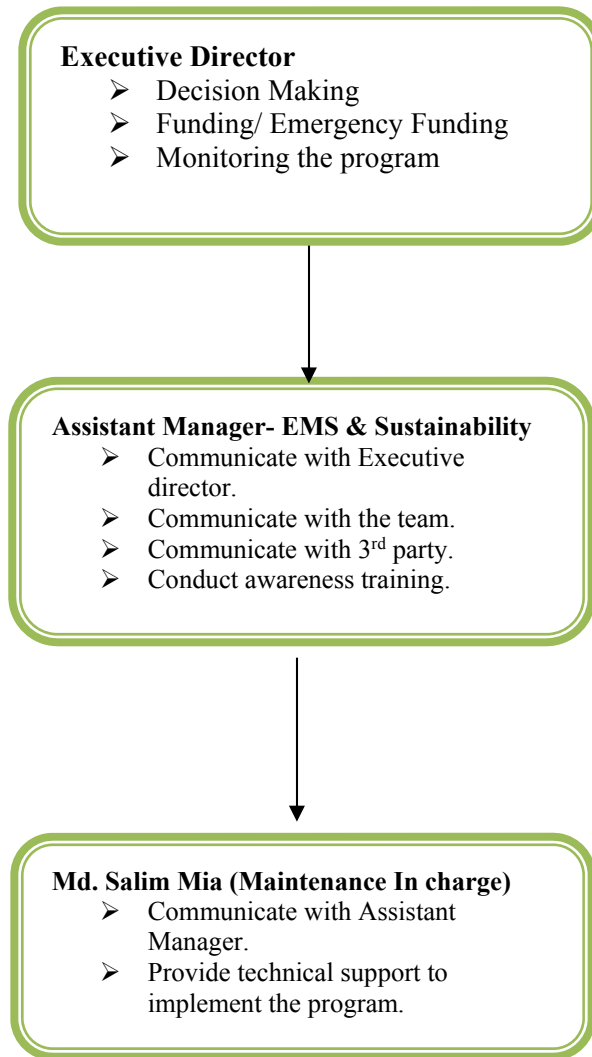 Executive Director
➢ Decision Making
➢ Funding/ Emergency Funding
➢ Monitoring the program
Assistant Manager- EMS & Sustainability
➢ Communicate with Executive
director.
➢ Communicate with the team.
➢ Communicate with 3rd party.
➢ Conduct awareness training.
Md. Salim Mia (Maintenance In charge)
➢ Communicate with Assistant
Manager.
➢ Provide technical support to
implement the program.